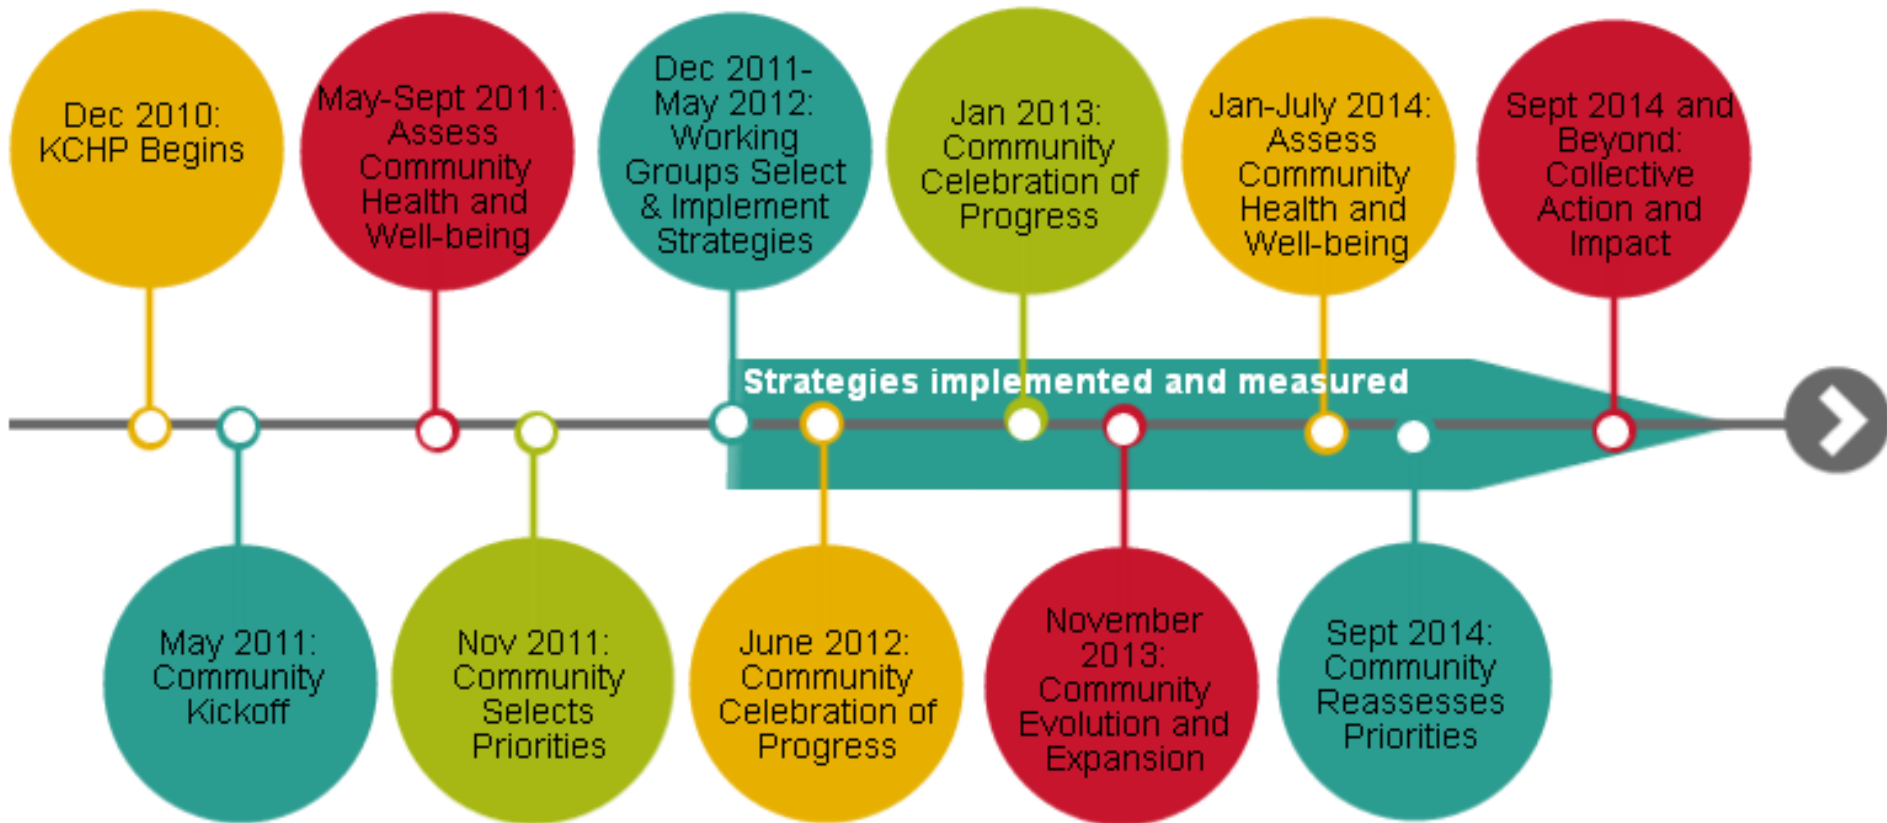 Dec 2010:
KCHP Begins
May-Sept 2011:
Assess
Community
Health and
Well-being
Dec 2011-
May 2012:
Working
Groups Select
& Implement
Strategies
Jan 2013:
Community
Celebration of
Progress
Jan-July 2014:
Assess
Community
Health and
Well-being
Sept 2014 and
Beyond:
Collective
Action and
Impact
Strategies implemented and measured
May 2011:
Community
Kickoff
Nov 2011:
Community
Selects
Priorities
June 2012:
Community
Celebration of
Progress
November
2013:
Community
Evolution and
Expansion
Sept 2014:
Community
Reassesses
Priorities